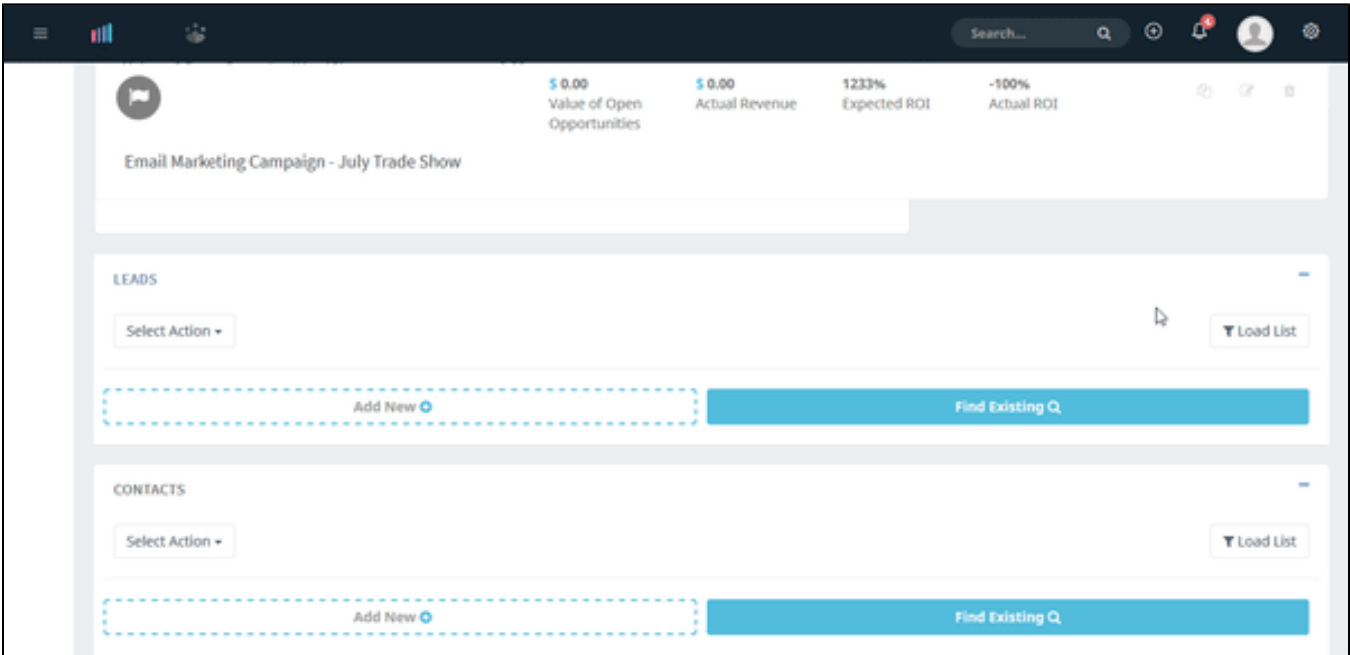 Search...
$ 0.00
Value of Open
Opportunities
$ 0.00
Actual Revenue
1233%
Expected ROI
-100%
Actual ROI
Email Marketing Campaign - July Trade Show
LEADS
Select Action
Load List
Add New
Find Existing
CONTACTS
Select Action
Load List
Add New
Find Existing